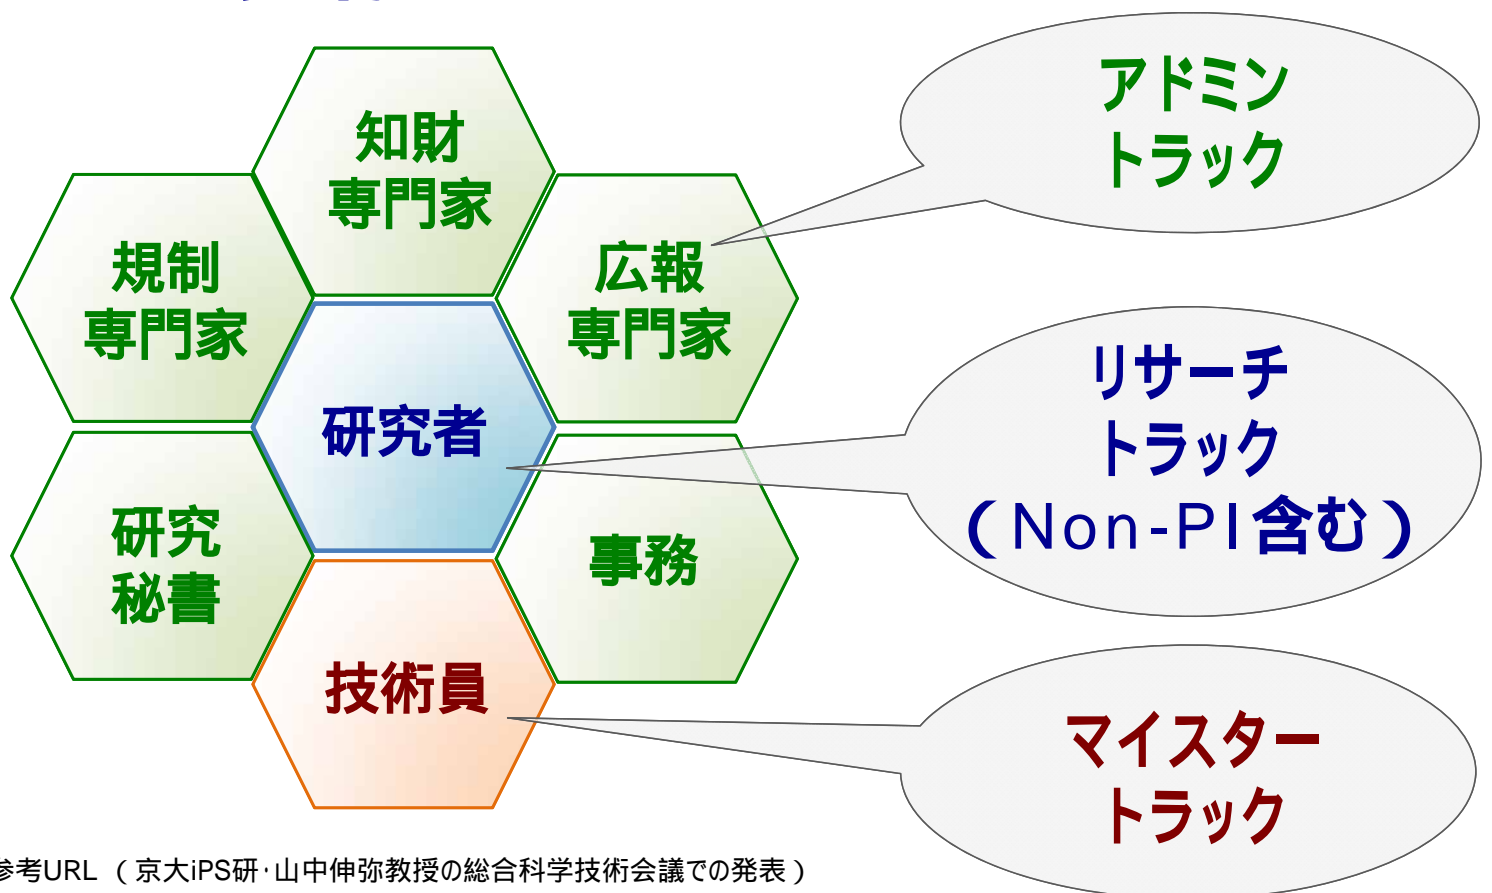 知財
専門家
規制
専門家
広報
専門家
研究者
研究
秘書
事務
技術員
アドミン
トラック
リサーチ
トラック
(Non-PI含む)
マイスター
トラック
参考URL (京大iPS研・山中伸弥教授の総合科学技術会議での発表)